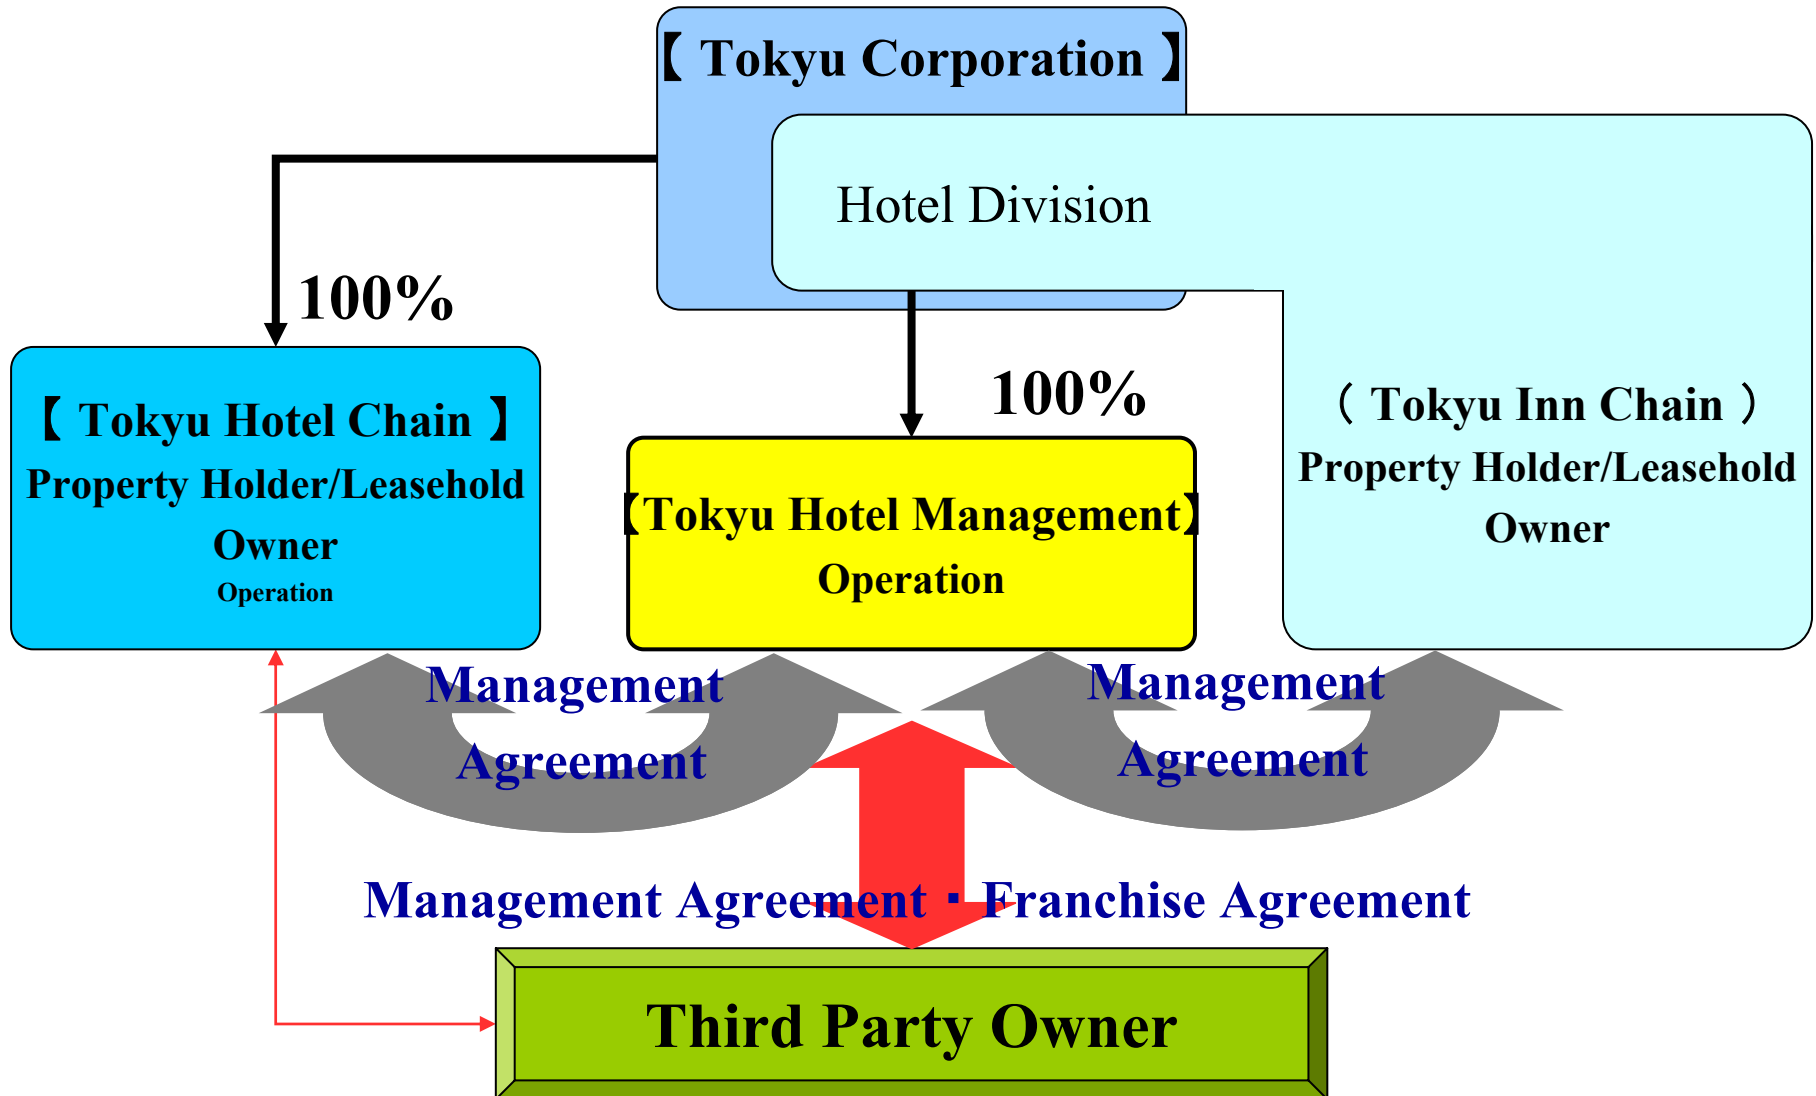 【 Tokyu Corporation 】
Hotel Division
100%
100%
【 Tokyu Hotel Chain 】
Property Holder/Leasehold
Owner
Operation
【Tokyu Hotel Management】
Operation
（ Tokyu Inn Chain ）
Property Holder/Leasehold
Owner
Management
Agreement
Management
Agreement
Management Agreement・Franchise Agreement
Third Party Owner